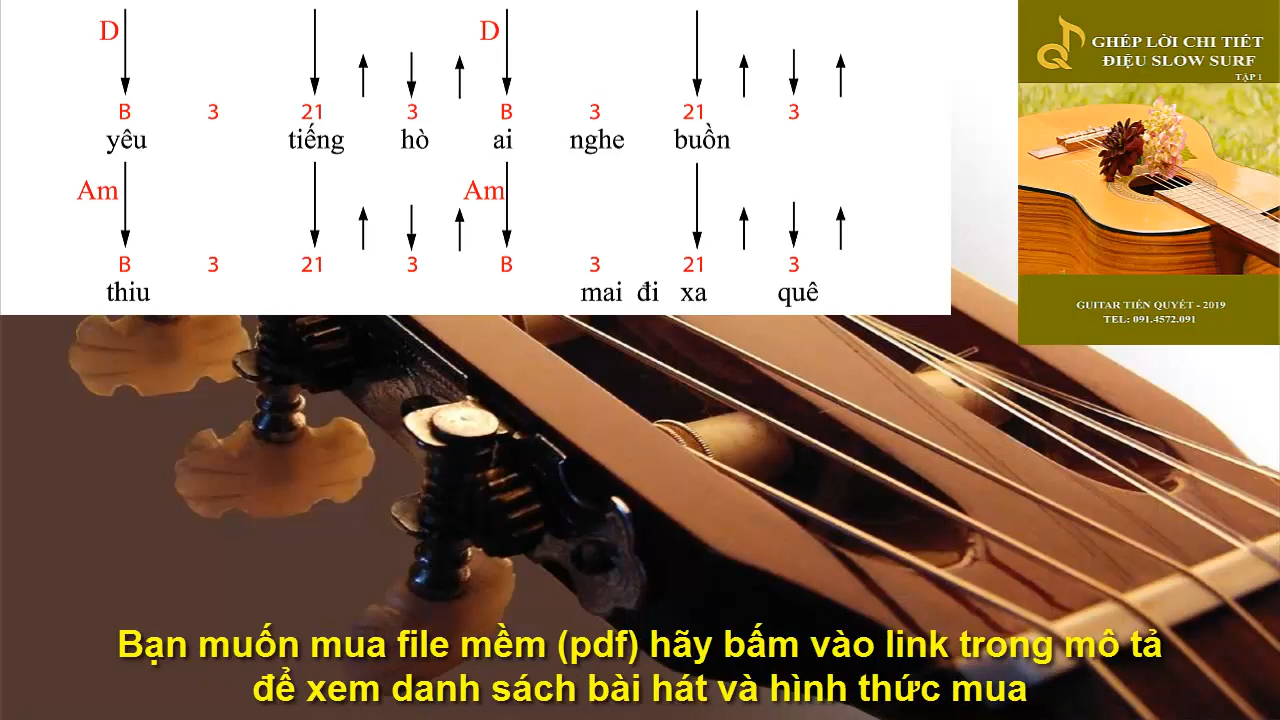 D D
B 3 21 3 B 3 21 3
yêu tiếng hò ai nghe buồn
Am Am
B 3 21 3 B 3 21 3
thiu mai đi xa quê
GHÉP LỜI CHI TIẾT
ĐIỆU SLOW SURF
TẬP 1
GUITAR TIẾN QUYẾT - 2019
TEL: 091.4572.091
Bạn muốn mua file mềm (pdf) hãy bấm vào link trong mô tả
để xem danh sách bài hát và hình thức mua